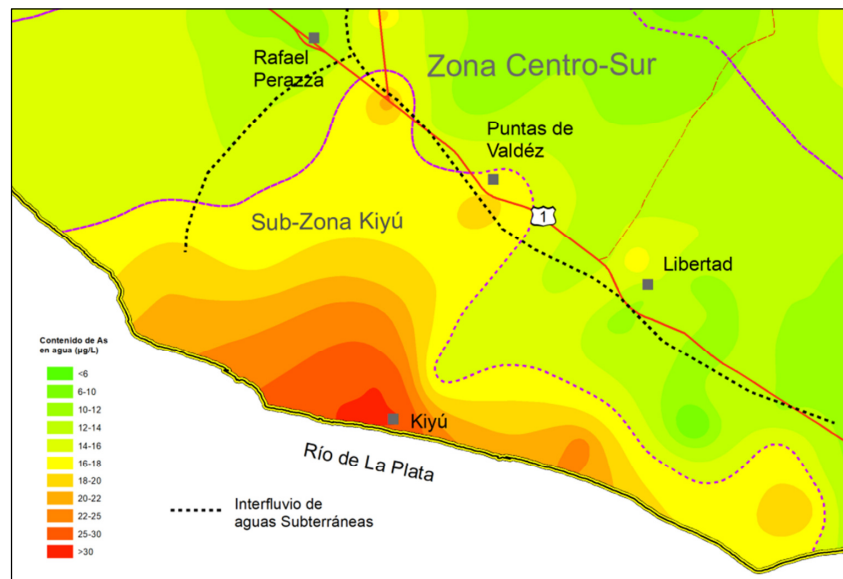 Rafael
Perazza
Zona Centro-Sur
Puntas de
Valdéz
1
Sub-Zona Kiyú
Libertad
Contenido de As
en agua (µg/L)
<6
6-10
10-12
12-14
14-16
16-18
18-20
20-22
22-25
25-30
>30
Kiyú
Río de La Plata
Interfluvio de
aguas Subterráneas